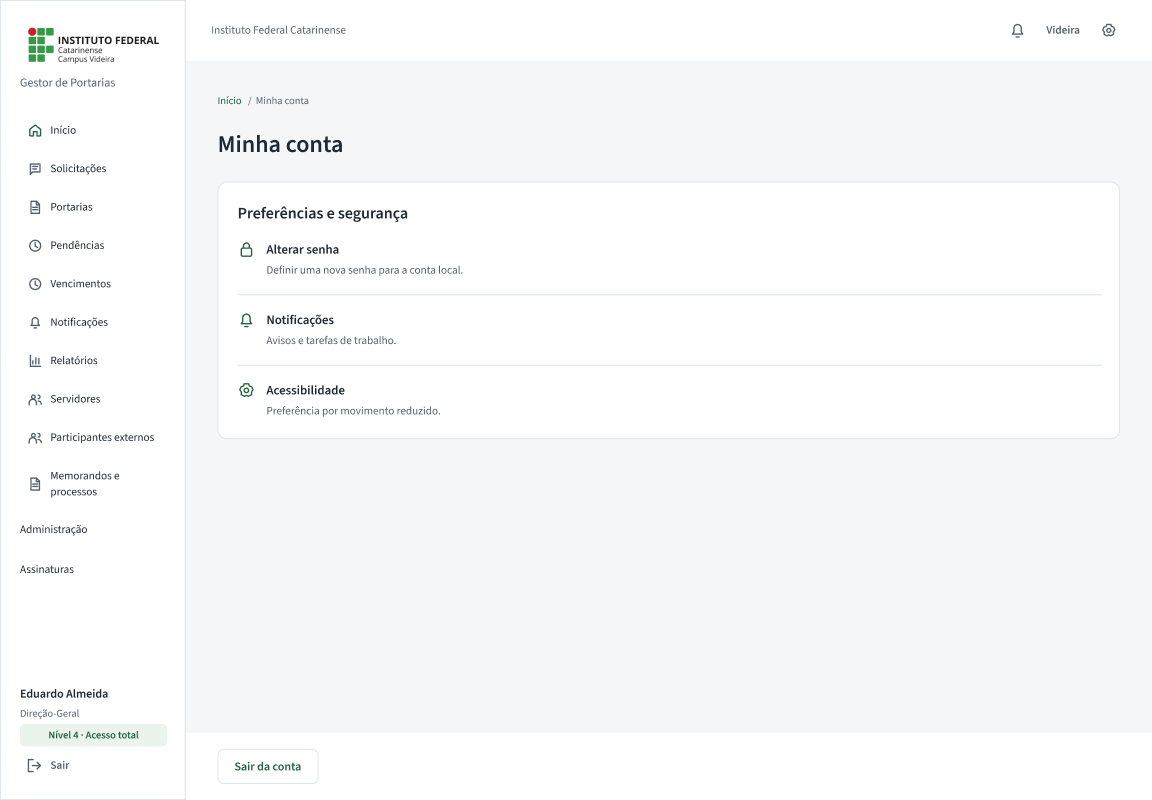 INSTITUTO FEDERAL
Catarinense
Campus Videira
Gestor de Portarias
Início
Solicitações
Portarias
Pendências
Vencimentos
Notificações
Relatórios
Servidores
Participantes externos
Memorandos e
processos
Administração
Assinaturas
Eduardo Almeida
Direção-Geral
Nível 4 · Acesso total
Sair
Instituto Federal Catarinense
Videira
Início / Minha conta
Minha conta
Preferências e segurança
Alterar senha
Definir uma nova senha para a conta local.
Notificações
Avisos e tarefas de trabalho.
Acessibilidade
Preferência por movimento reduzido.
Sair da conta